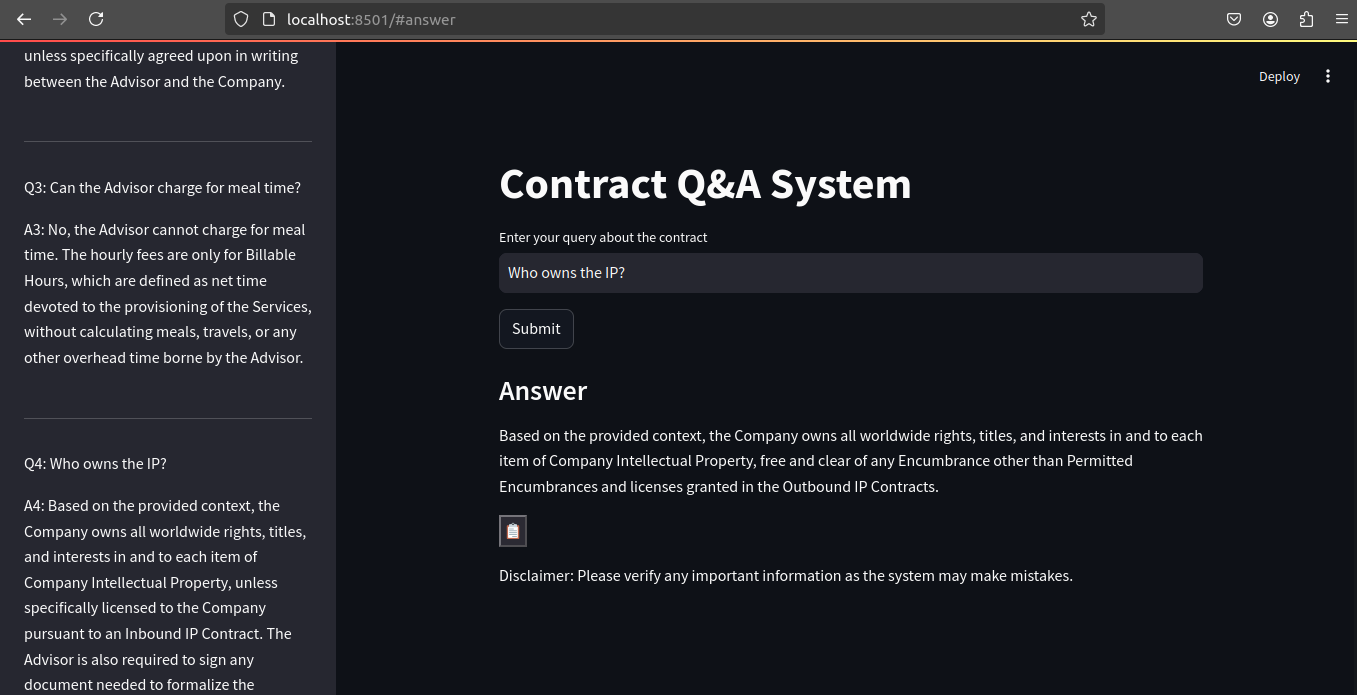 localhost:8501/#answer
unless specifically agreed upon in writing
between the Advisor and the Company.
Q3: Can the Advisor charge for meal time?
A3: No, the Advisor cannot charge for meal
time. The hourly fees are only for Billable
Hours, which are defined as net time
devoted to the provisioning of the Services,
without calculating meals, travels, or any
other overhead time borne by the Advisor.
Q4: Who owns the IP?
A4: Based on the provided context, the
Company owns all worldwide rights, titles,
and interests in and to each item of
Company Intellectual Property, unless
specifically licensed to the Company
pursuant to an Inbound IP Contract. The
Advisor is also required to sign any
document needed to formalize the
Deploy
Contract Q&A System
Enter your query about the contract
Who owns the IP?
Submit
Answer
Based on the provided context, the Company owns all worldwide rights, titles, and interests in and to each
item of Company Intellectual Property, free and clear of any Encumbrance other than Permitted
Encumbrances and licenses granted in the Outbound IP Contracts.
Disclaimer: Please verify any important information as the system may make mistakes.